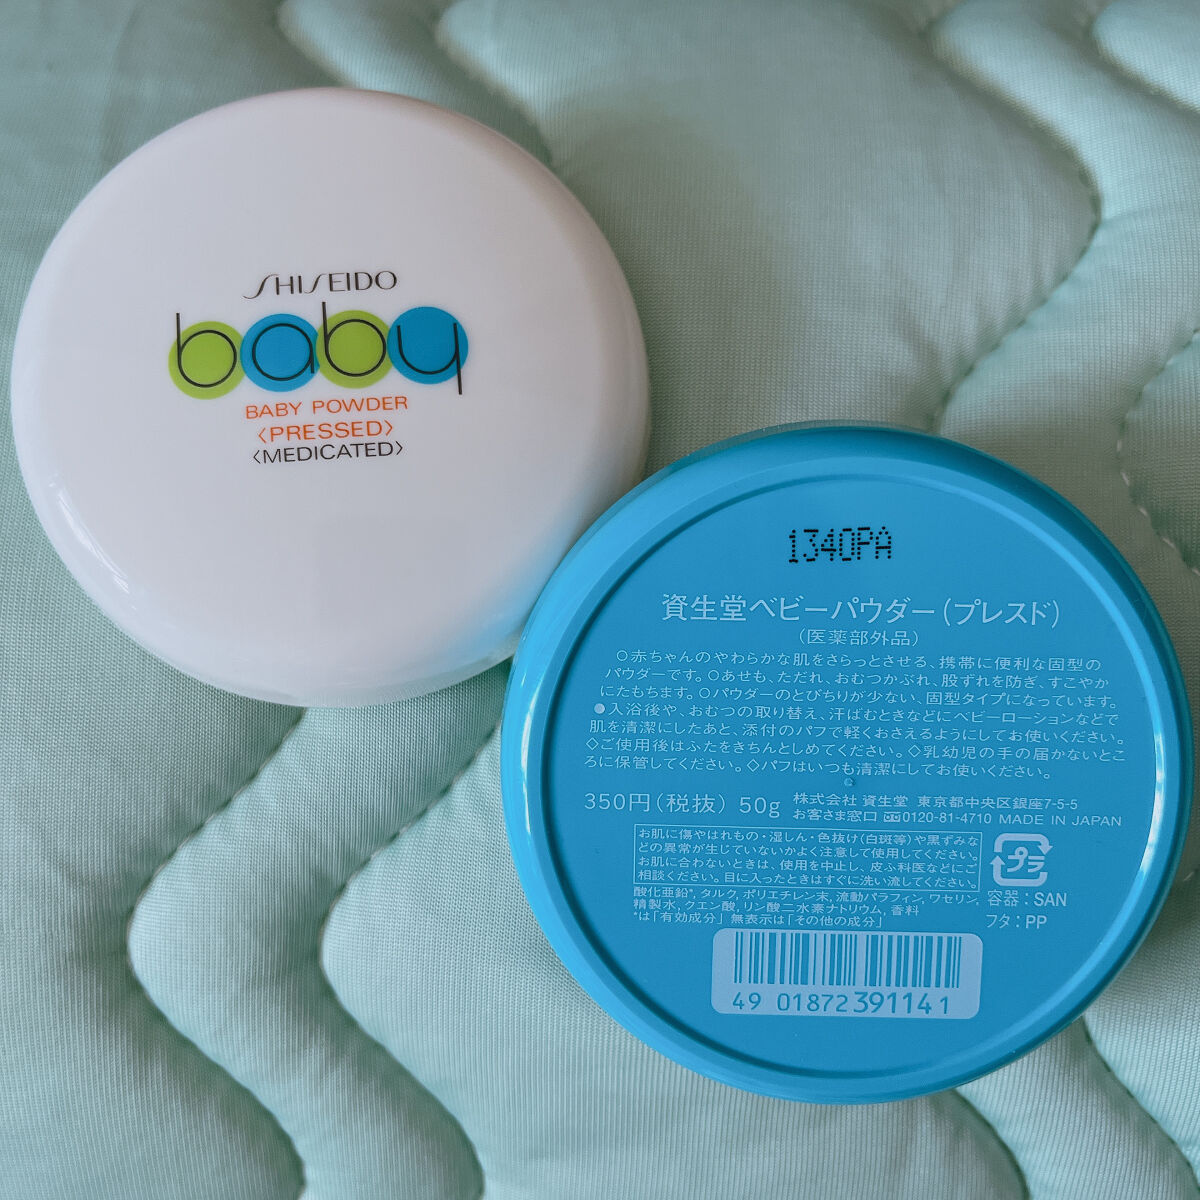 SHISEIDO
baby
BABY POWDER
〈PRESSED〉
〈MEDICATED〉
1340PA
資生堂ベビーパウダー(プレスド)
(医薬部外品)
○赤ちゃんのやわらかな肌をさらっとさせる、携帯に便利な固型の
パウダーです。○あせも、ただれ、おむつかぶれ、股ずれを防ぎ、すこやか
にたもちます。○パウダーのとびちりが少ない、固型タイプになっています。
●入浴後や、おむつの取り替え、汗ばむときなどにベビーローションなどで
肌を清潔にしたあと、添付のパフで軽くおさえるようにしてお使いください。
◇ご使用後はふたをきちんとしめてください。◇乳幼児の手の届かないとこ
ろに保管してください。◇パフはいつも清潔にしてお使いください。
350円(税抜) 50g
株式会社 資生堂 東京都中央区銀座7-5-5
お客さま窓口 0120-81-4710 MADE IN JAPAN
お肌に傷やはれもの・湿しん・色抜け(白斑等)や黒ずみな
どの異常が生じていないかよく注意して使用してください。
お肌に合わないときは、使用を中止し、皮ふ科医などにご
相談ください。目に入ったときはすぐに洗い流してください。
プラ
酸化亜鉛*, タルク, ポリエチレン末, 流動パラフィン, ワセリン,
精製水, クエン酸, リン酸二水素ナトリウム, 香料
*は「有効成分」 無表示は「その他の成分」
容器:SAN
フタ:PP
49 01872 391141